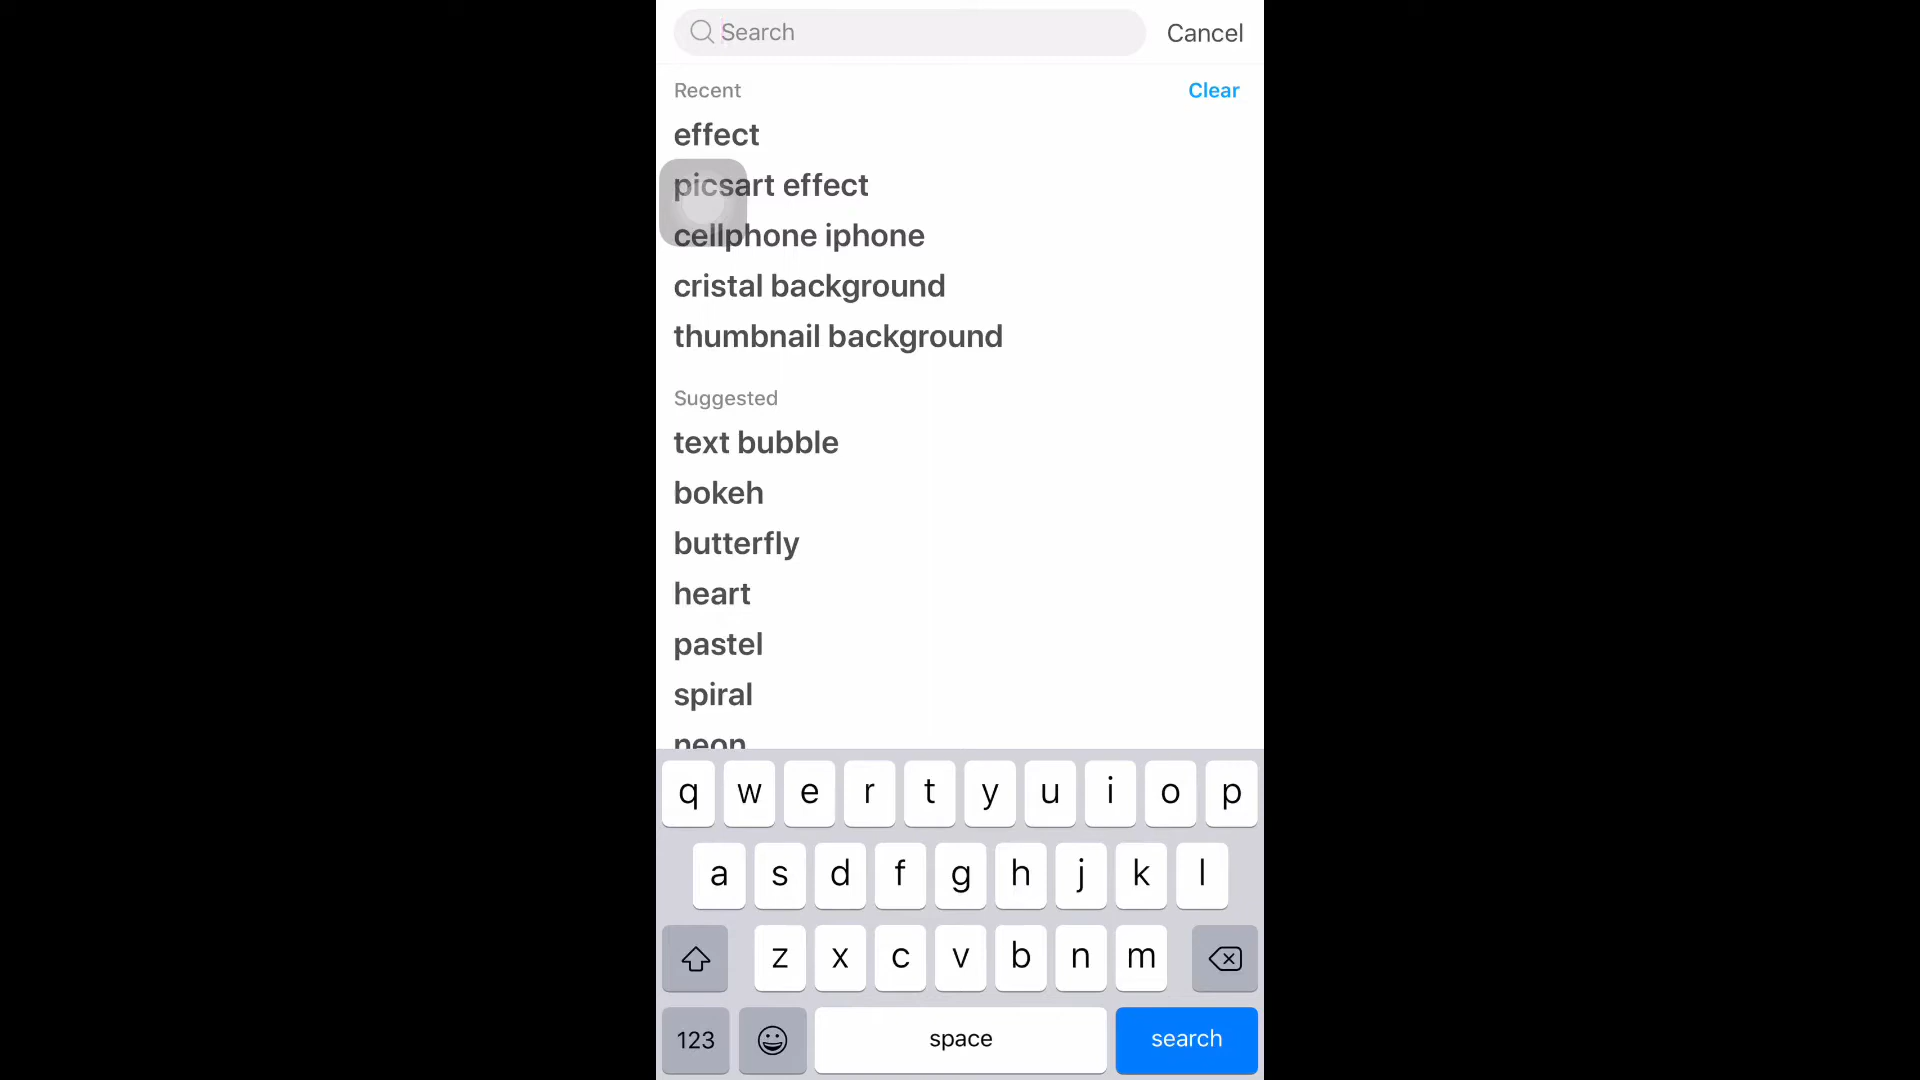 Search
Cancel
Recent
Clear
effect
picsart effect
cellphone iphone
cristal background
thumbnail background
Suggested
text bubble
bokeh
butterfly
heart
pastel
spiral
neon
q w e r t y u i o p
a s d f g h j k l
z x c v b n m
123
space
search